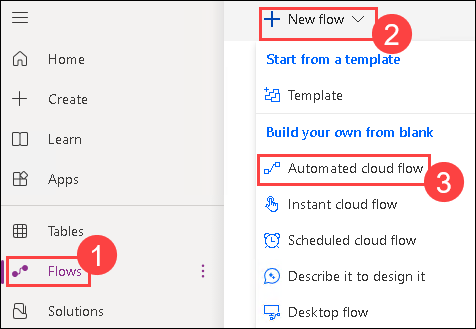 Home
Create
Learn
Apps
Tables
1
Flows
Solutions
New flow
2
Start from a template
Template
Build your own from blank
Automated cloud flow
3
Instant cloud flow
Scheduled cloud flow
Describe it to design it
Desktop flow